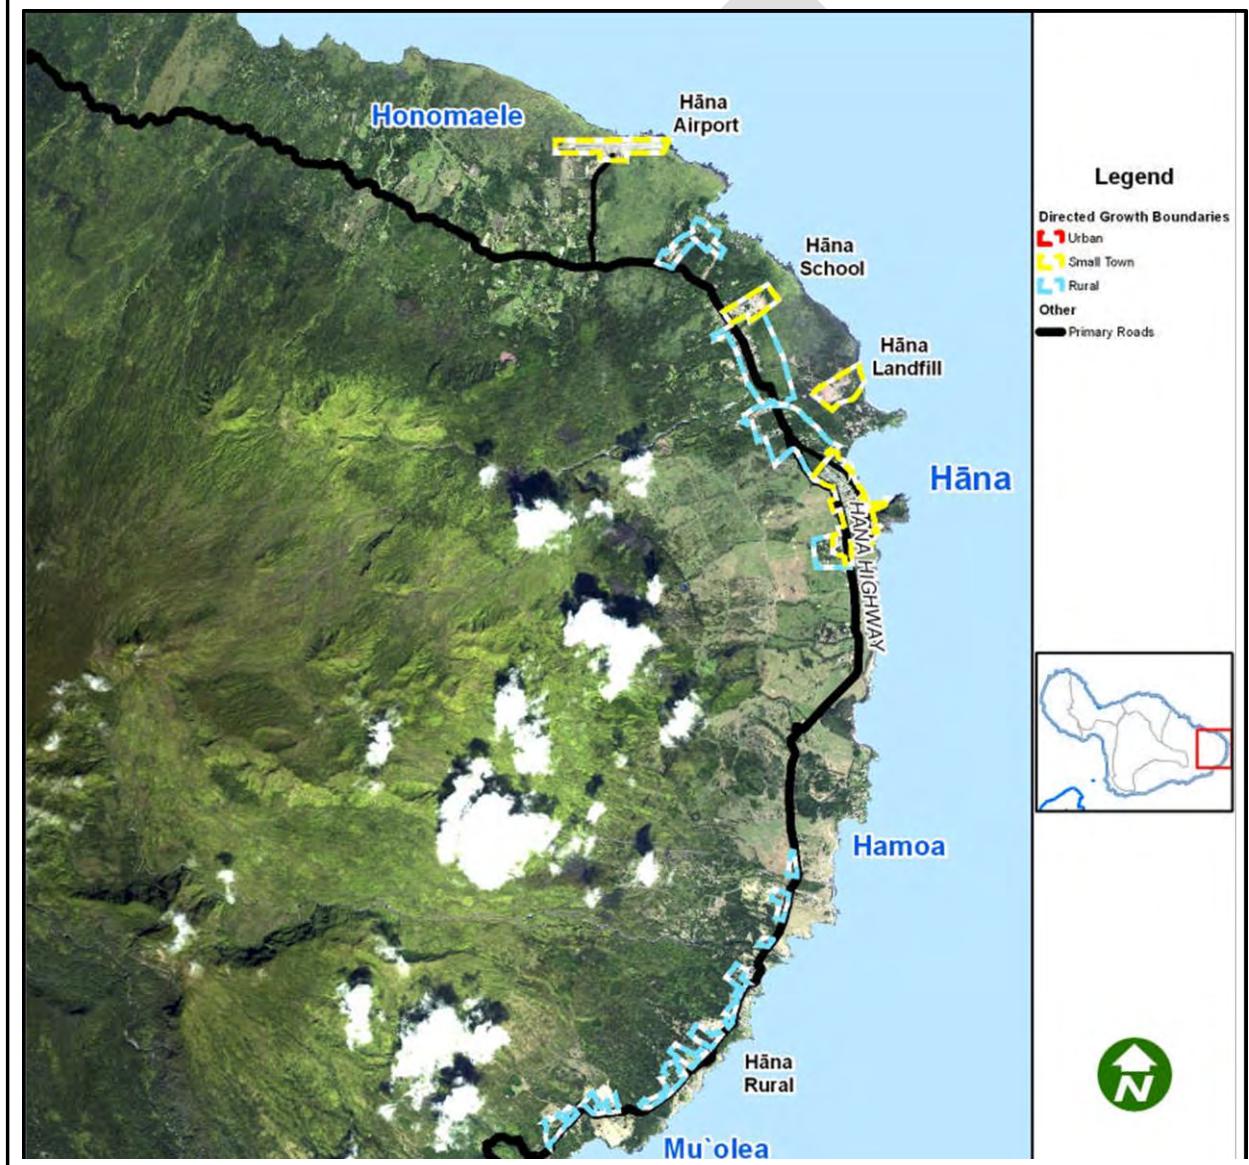 Honomaele
Hāna
Airport
Hāna
School
Hāna
Landfill
Hāna
HĀNA HIGHWAY
Hamoa
Hāna
Rural
Mu`olea
Legend
Directed Growth Boundaries
Urban
Small Town
Rural
Other
Primary Roads
N